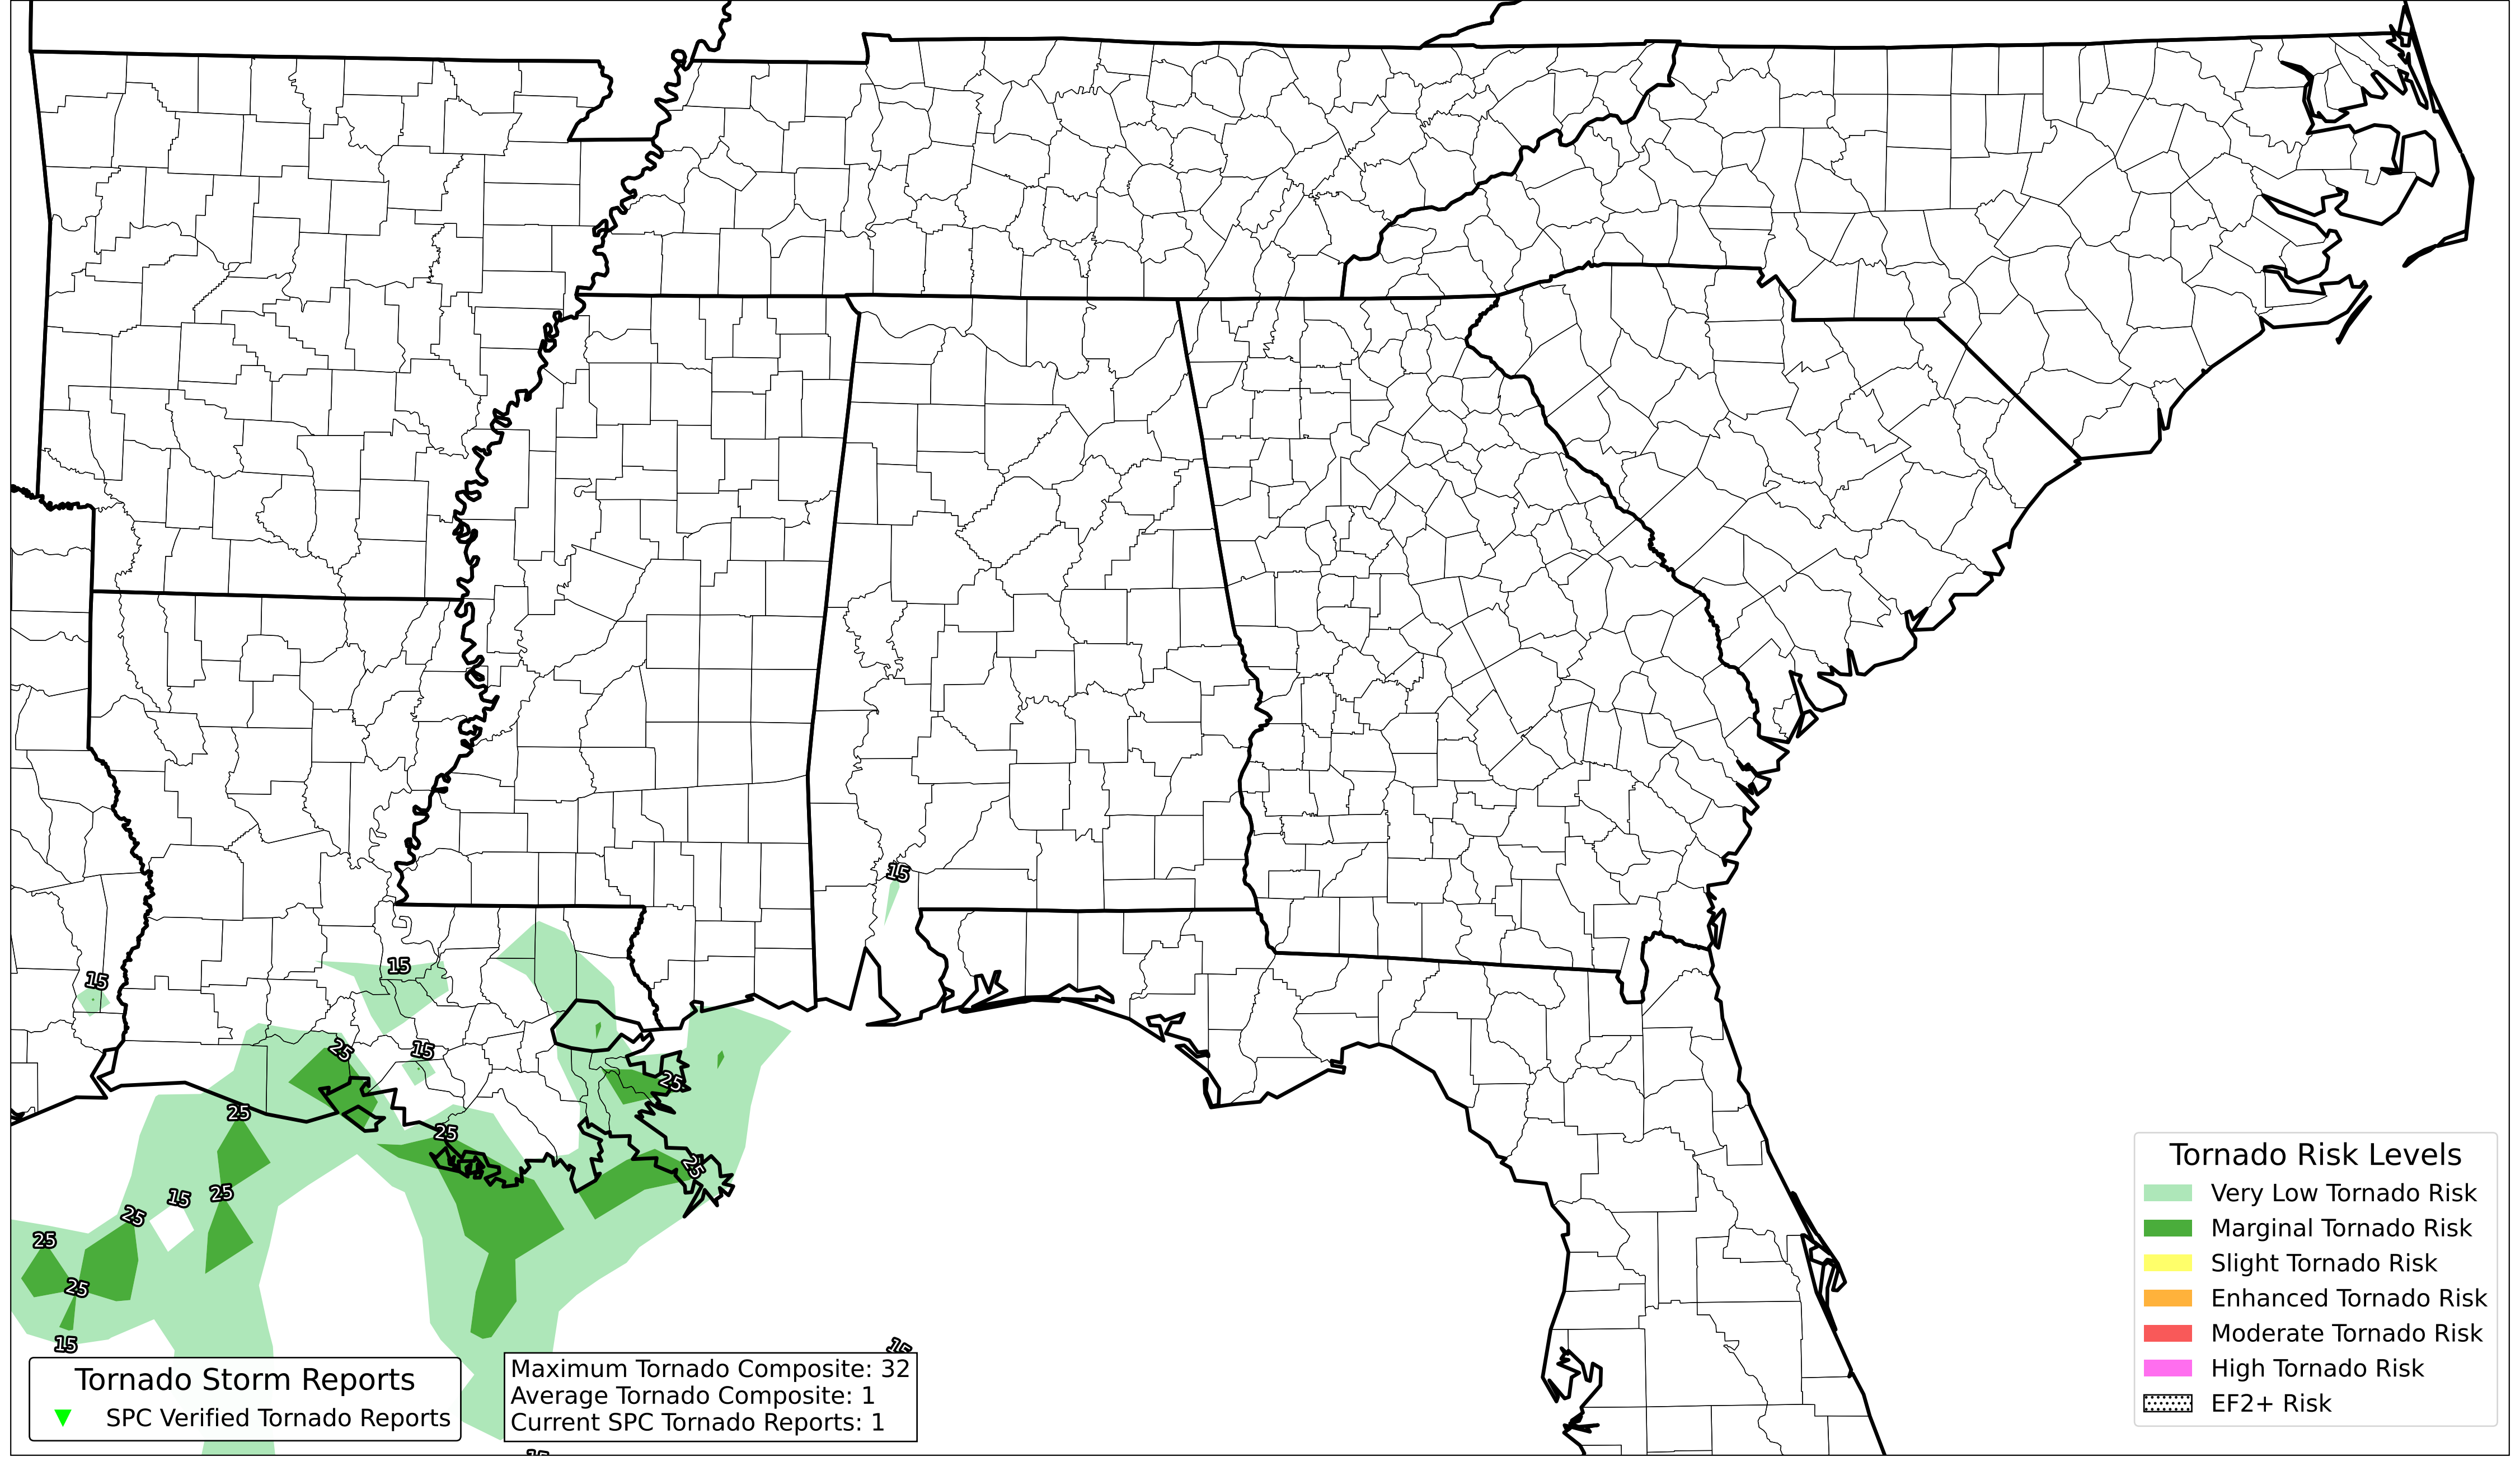 15
15
15
25
15
25
25
25
25
15
25
25
25
25
15
15
15
Tornado Storm Reports
SPC Verified Tornado Reports
Maximum Tornado Composite: 32
Average Tornado Composite: 1
Current SPC Tornado Reports: 1
Tornado Risk Levels
Very Low Tornado Risk
Marginal Tornado Risk
Slight Tornado Risk
Enhanced Tornado Risk
Moderate Tornado Risk
High Tornado Risk
EF2+ Risk